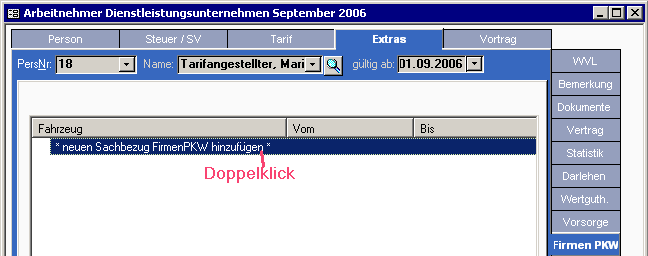 Arbeitnehmer Dienstleistungsunternehmen September 2006
Person Steuer / SV Tarif Extras Vortrag
PersNr: 18 Name: Tarifangestellter, Mari gültig ab: 01.09.2006
WVL
Bemerkung
Dokumente
Vertrag
Statistik
Darlehen
Wertguth.
Vorsorge
Firmen PKW
Fahrzeug Vom Bis
* neuen Sachbezug FirmenPKW hinzufügen *
Doppelklick